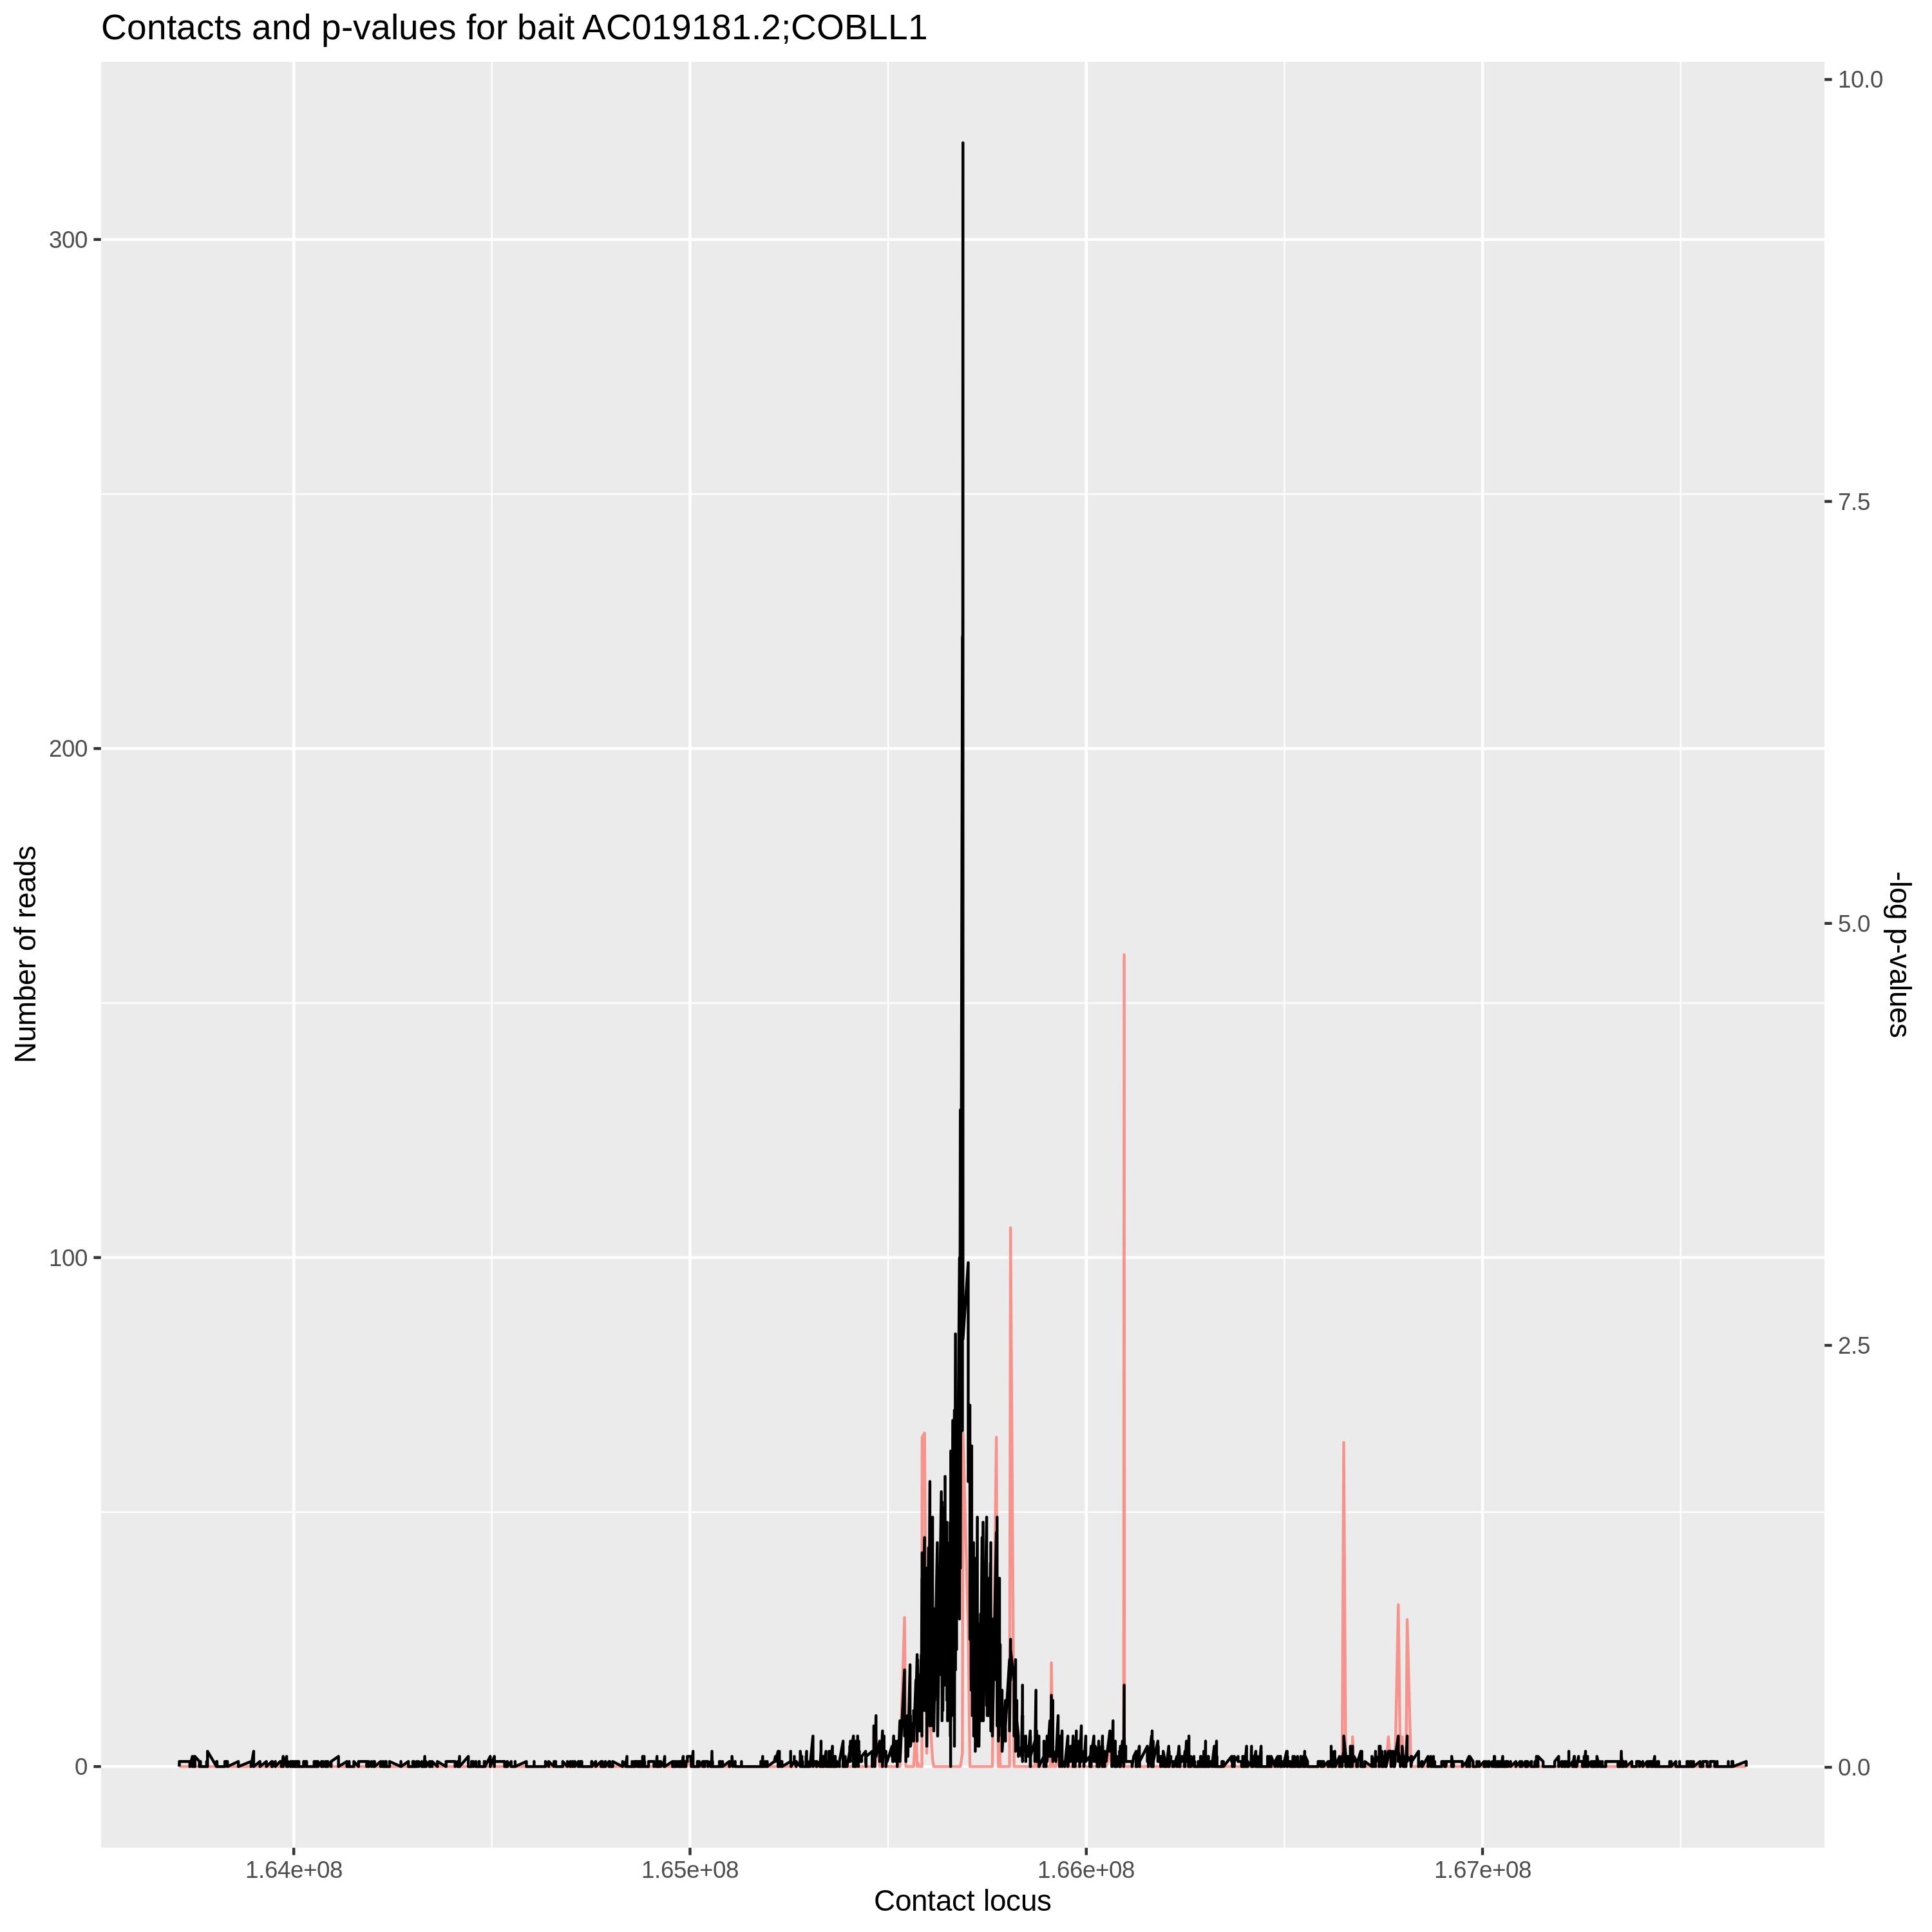 Contacts and p-values for bait AC019181.2;COBLL1
Number of reads
300
200
100
0
10.0
7.5
5.0
2.5
0.0
-log p-values
1.64e+08
1.65e+08
1.66e+08
1.67e+08
Contact locus